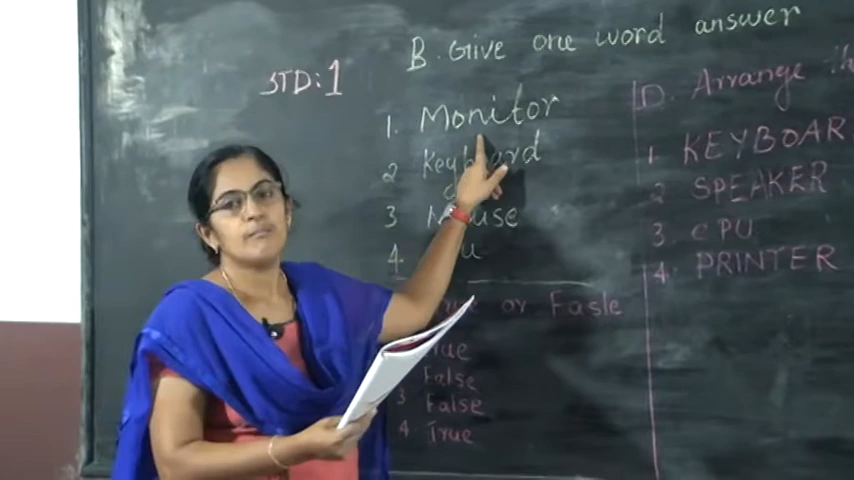 STD: 1
B. Give one word answer
1. Monitor
2 Keyboard
3 Mouse
4
or Fasle
True
False
3 False
4 True
D. Arrange
1 KEYBOAR
2 SPEAKER
3 CPU
4. PRINTER